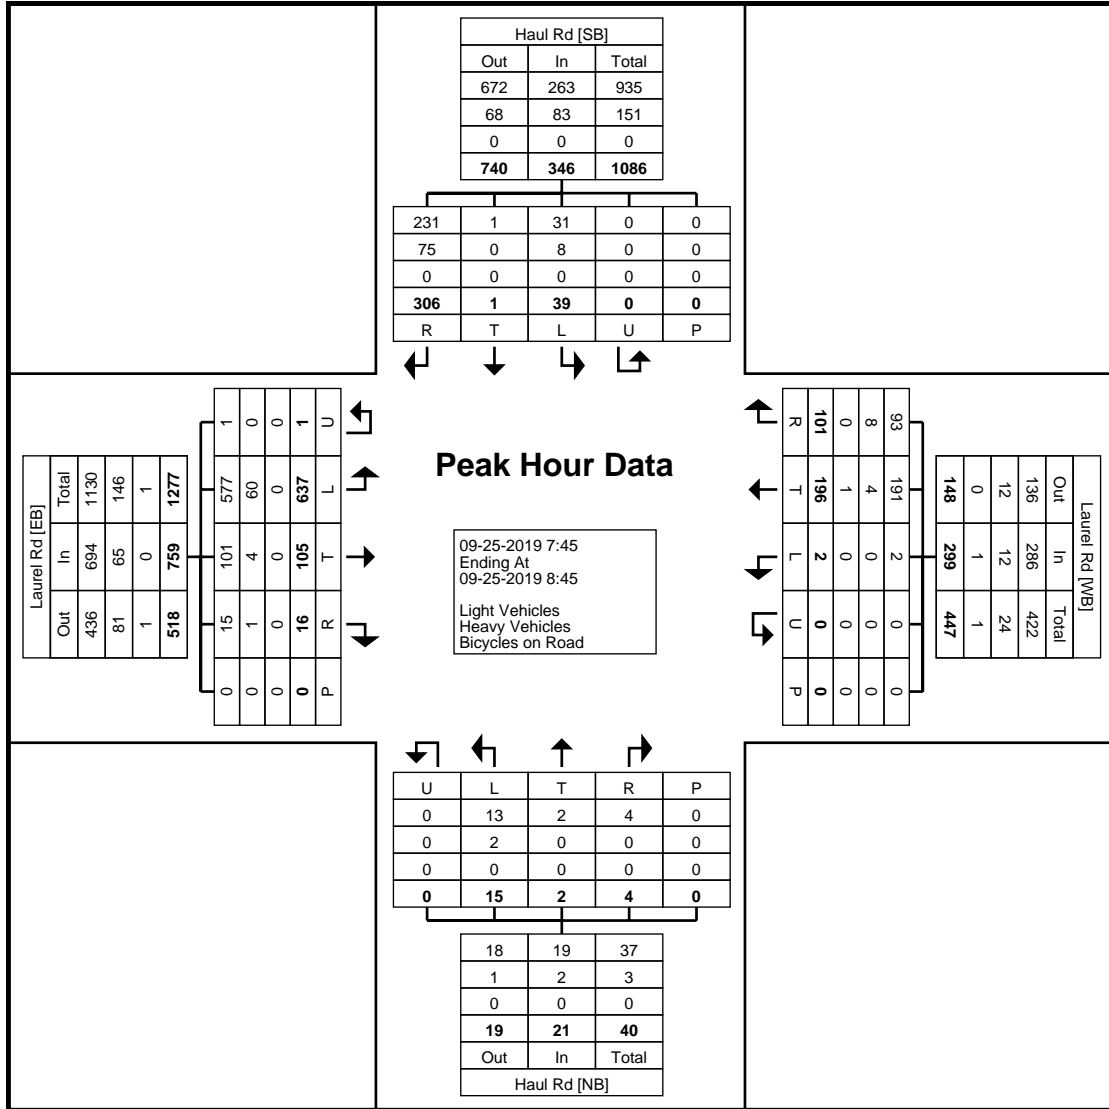 Haul Rd [SB]
Out In Total
672 263 935
68 83 151
0 0 0
740 346 1086
231 1 31 0 0
75 0 8 0 0
0 0 0 0 0
306 1 39 0 0
R T L U P
Laurel Rd [EB]
Total 1130 146 1 1277
In 694 65 0 759
Out 436 81 1 518
1 0 0 1 U
577 60 0 637 L
101 4 0 105 T
15 1 0 16 R
0 0 0 0 P
Peak Hour Data
09-25-2019 7:45
Ending At
09-25-2019 8:45
Light Vehicles
Heavy Vehicles
Bicycles on Road
R 101 0 8 93
T 196 1 4 191
L 2 0 0 2
U 0 0 0 0
P 0 0 0 0
148 0 12 136 Out
299 1 12 286 In
447 1 24 422 Total
Laurel Rd [WB]
U L T R P
0 13 2 4 0
0 2 0 0 0
0 0 0 0 0
0 15 2 4 0
18 19 37
1 2 3
0 0 0
19 21 40
Out In Total
Haul Rd [NB]